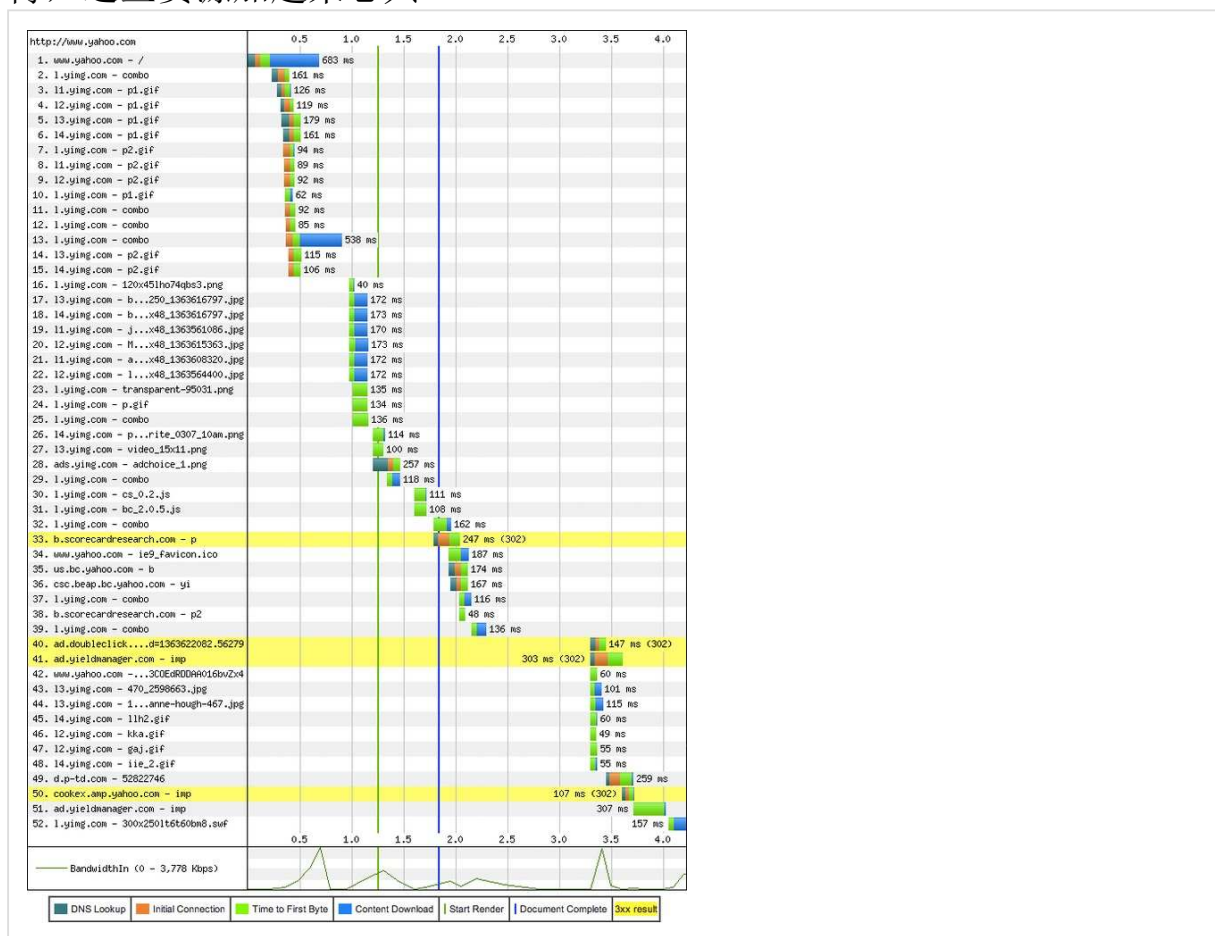 http://www.yahoo.com 0.5 1.0 1.5 2.0 2.5 3.0 3.5 4.0
1. www.yahoo.com - / 683 ms
2. l.yimg.com - combo 161 ms
3. l1.yimg.com - p1.gif 126 ms
4. l2.yimg.com - p1.gif 119 ms
5. l3.yimg.com - p1.gif 179 ms
6. l4.yimg.com - p1.gif 161 ms
7. l.yimg.com - p2.gif 94 ms
8. l1.yimg.com - p2.gif 89 ms
9. l2.yimg.com - p2.gif 92 ms
10. l.yimg.com - p1.gif 62 ms
11. l.yimg.com - combo 92 ms
12. l.yimg.com - combo 85 ms
13. l.yimg.com - combo 538 ms
14. l3.yimg.com - p2.gif 115 ms
15. l4.yimg.com - p2.gif 106 ms
16. l.yimg.com - 120x45lho74qbs3.png 40 ms
17. l3.yimg.com - b...250_1363616797.jpg 172 ms
18. l4.yimg.com - b...x48_1363616797.jpg 173 ms
19. l1.yimg.com - j...x48_1363561086.jpg 170 ms
20. l2.yimg.com - M...x48_1363615363.jpg 173 ms
21. l1.yimg.com - a...x48_1363608320.jpg 172 ms
22. l2.yimg.com - l...x48_1363564400.jpg 172 ms
23. l.yimg.com - transparent-95031.png 135 ms
24. l.yimg.com - p.gif 134 ms
25. l.yimg.com - combo 136 ms
26. l4.yimg.com - p...rite_0307_10am.png 114 ms
27. l3.yimg.com - video_15x11.png 100 ms
28. ads.yimg.com - adchoice_1.png 257 ms
29. l.yimg.com - combo 118 ms
30. l.yimg.com - cs_0.2.js 111 ms
31. l.yimg.com - bc_2.0.5.js 108 ms
32. l.yimg.com - combo 162 ms
33. b.scorecardresearch.com - p 247 ms (302)
34. www.yahoo.com - ie9_favicon.ico 187 ms
35. us.bc.yahoo.com - b 174 ms
36. csc.beap.bc.yahoo.com - yi 167 ms
37. l.yimg.com - combo 116 ms
38. b.scorecardresearch.com - p2 48 ms
39. l.yimg.com - combo 136 ms
40. ad.doubleclick....d=1363622082.56279 147 ms (302)
41. ad.yieldmanager.com - imp 303 ms (302)
42. www.yahoo.com -...3COEdRDDAAO16bvZx4 60 ms
43. l3.yimg.com - 470_2598663.jpg 101 ms
44. l3.yimg.com - 1...anne-hough-467.jpg 115 ms
45. l4.yimg.com - llh2.gif 60 ms
46. l2.yimg.com - kka.gif 49 ms
47. l2.yimg.com - gaj.gif 55 ms
48. l4.yimg.com - iie_2.gif 55 ms
49. d.p-td.com - 52822746 259 ms
50. cookex.amp.yahoo.com - imp 107 ms (302)
51. ad.yieldmanager.com - imp 307 ms
52. l.yimg.com - 300x250lt6t60bm8.swf 157 ms
0.5 1.0 1.5 2.0 2.5 3.0 3.5 4.0
BandwidthIn (0 - 3,778 Kbps)
DNS Lookup Initial Connection Time to First Byte Content Download Start Render Document Complete 3xx result